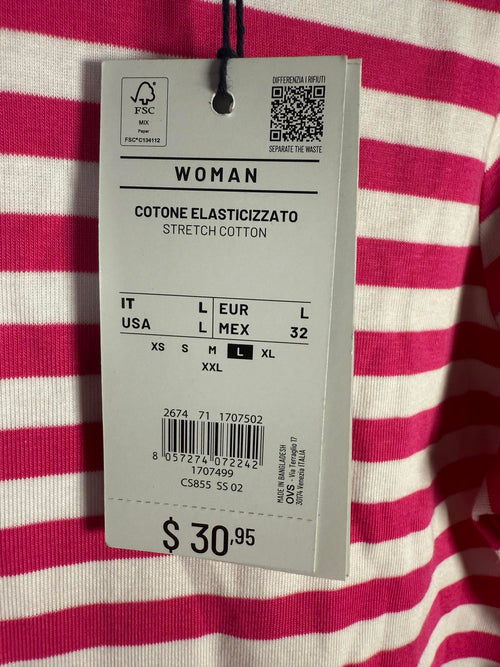 FSC
MIX
Paper
FSC® C134112
DIFFERENZIA I RIFIUTI
SEPARATE THE WASTE
WOMAN
COTONE ELASTICIZZATO
STRETCH COTTON
IT L EUR L
USA L MEX 32
XS S M L XL
XXL
2674 71 1707502
8 057274 072242
1707499
CS855 SS 02
MADE IN BANGLADESH
OVS - Via Terraglio 17
30174 Venezia ITALIA
$ 30,95